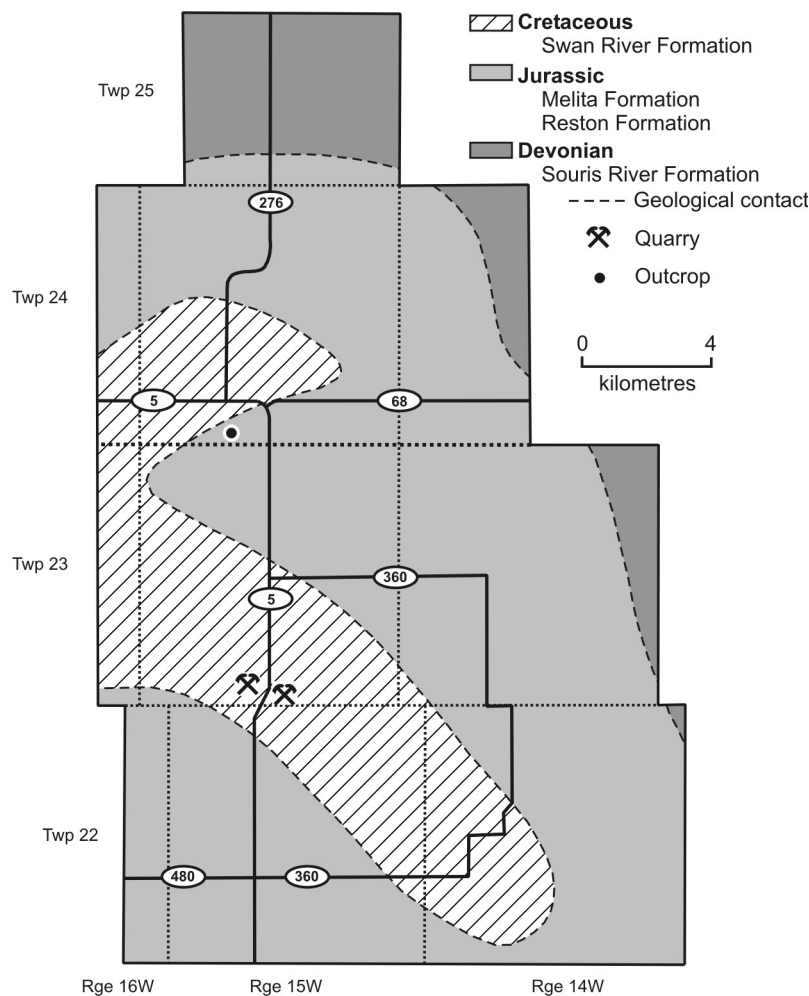 Cretaceous
Swan River Formation
Jurassic
Melita Formation
Reston Formation
Devonian
Souris River Formation
Geological contact
Quarry
Outcrop
0 4
kilometres
Twp 25
276
Twp 24
5 68
Twp 23
360
5
Twp 22
480 360
Rge 16W Rge 15W Rge 14W